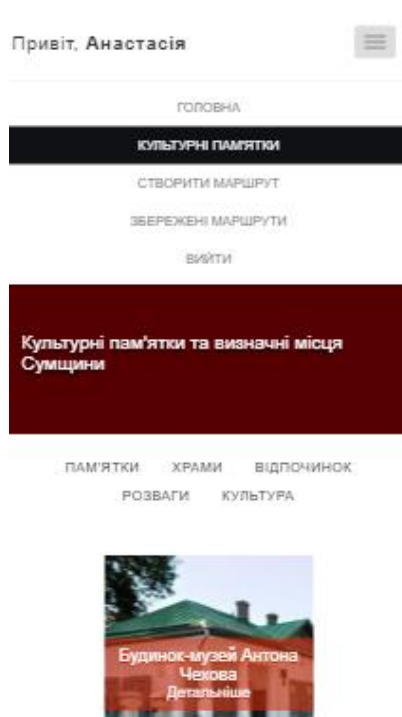 Привіт, Анастасія
ГОЛОВНА
КУЛЬТУРНІ ПАМ'ЯТКИ
СТВОРИТИ МАРШРУТ
ЗБЕРЕЖЕНІ МАРШРУТИ
ВИЙТИ
Культурні пам'ятки та визначні місця
Сумщини
ПАМ'ЯТКИ ХРАМИ ВІДПОЧИНОК
РОЗВАГИ КУЛЬТУРА
Будинок-музей Антона
Чехова
Детальніше